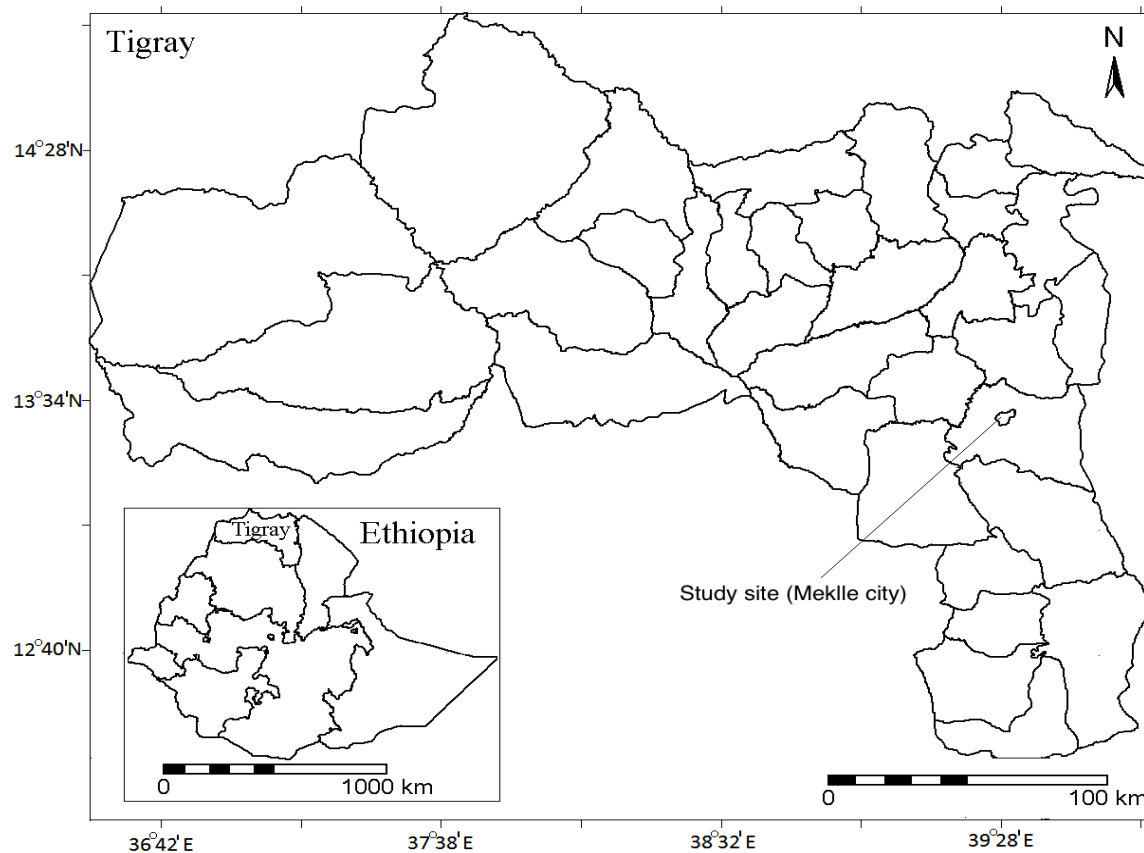 Tigray
N
14°28'N
13°34'N
12°40'N
Study site (Meklle city)
Tigray
Ethiopia
0 1000 km
0 100 km
36°42'E 37°38'E 38°32'E 39°28'E